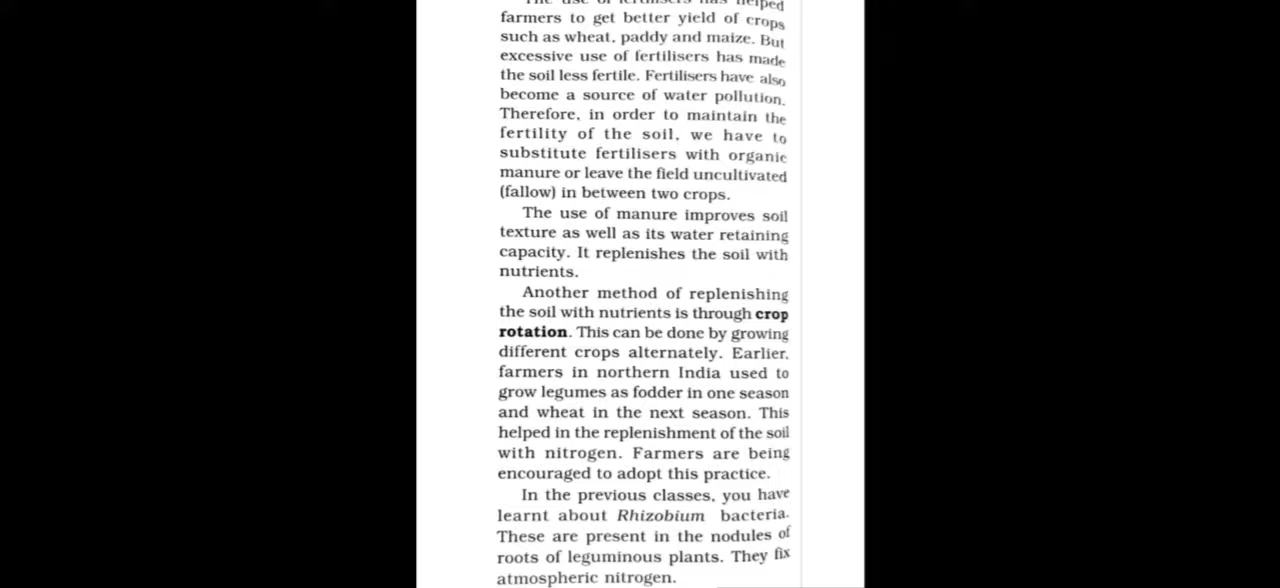 The use of fertilisers has helped
farmers to get better yield of crops
such as wheat, paddy and maize. But
excessive use of fertilisers has made
the soil less fertile. Fertilisers have also
become a source of water pollution.
Therefore, in order to maintain the
fertility of the soil, we have to
substitute fertilisers with organic
manure or leave the field uncultivated
(fallow) in between two crops.
The use of manure improves soil
texture as well as its water retaining
capacity. It replenishes the soil with
nutrients.
Another method of replenishing
the soil with nutrients is through crop
rotation. This can be done by growing
different crops alternately. Earlier,
farmers in northern India used to
grow legumes as fodder in one season
and wheat in the next season. This
helped in the replenishment of the soil
with nitrogen. Farmers are being
encouraged to adopt this practice.
In the previous classes, you have
learnt about Rhizobium bacteria.
These are present in the nodules of
roots of leguminous plants. They fix
atmospheric nitrogen.